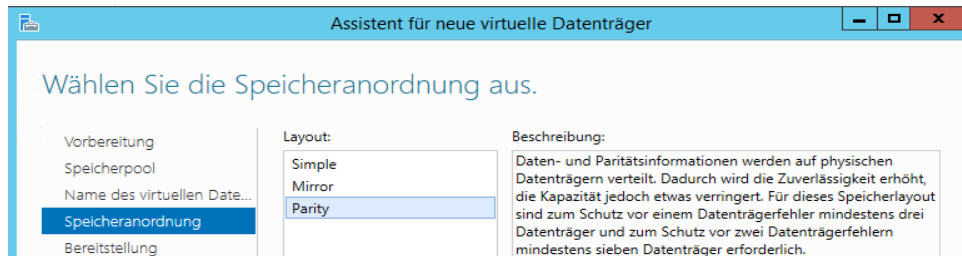 Assistent für neue virtuelle Datenträger
Wählen Sie die Speicheranordnung aus.
Vorbereitung
Speicherpool
Name des virtuellen Date...
Speicheranordnung
Bereitstellung
Layout:
Simple
Mirror
Parity
Beschreibung:
Daten- und Paritätsinformationen werden auf physischen
Datenträgern verteilt. Dadurch wird die Zuverlässigkeit erhöht,
die Kapazität jedoch etwas verringert. Für dieses Speicherlayout
sind zum Schutz vor einem Datenträgerfehler mindestens drei
Datenträger und zum Schutz vor zwei Datenträgerfehlern
mindestens sieben Datenträger erforderlich.